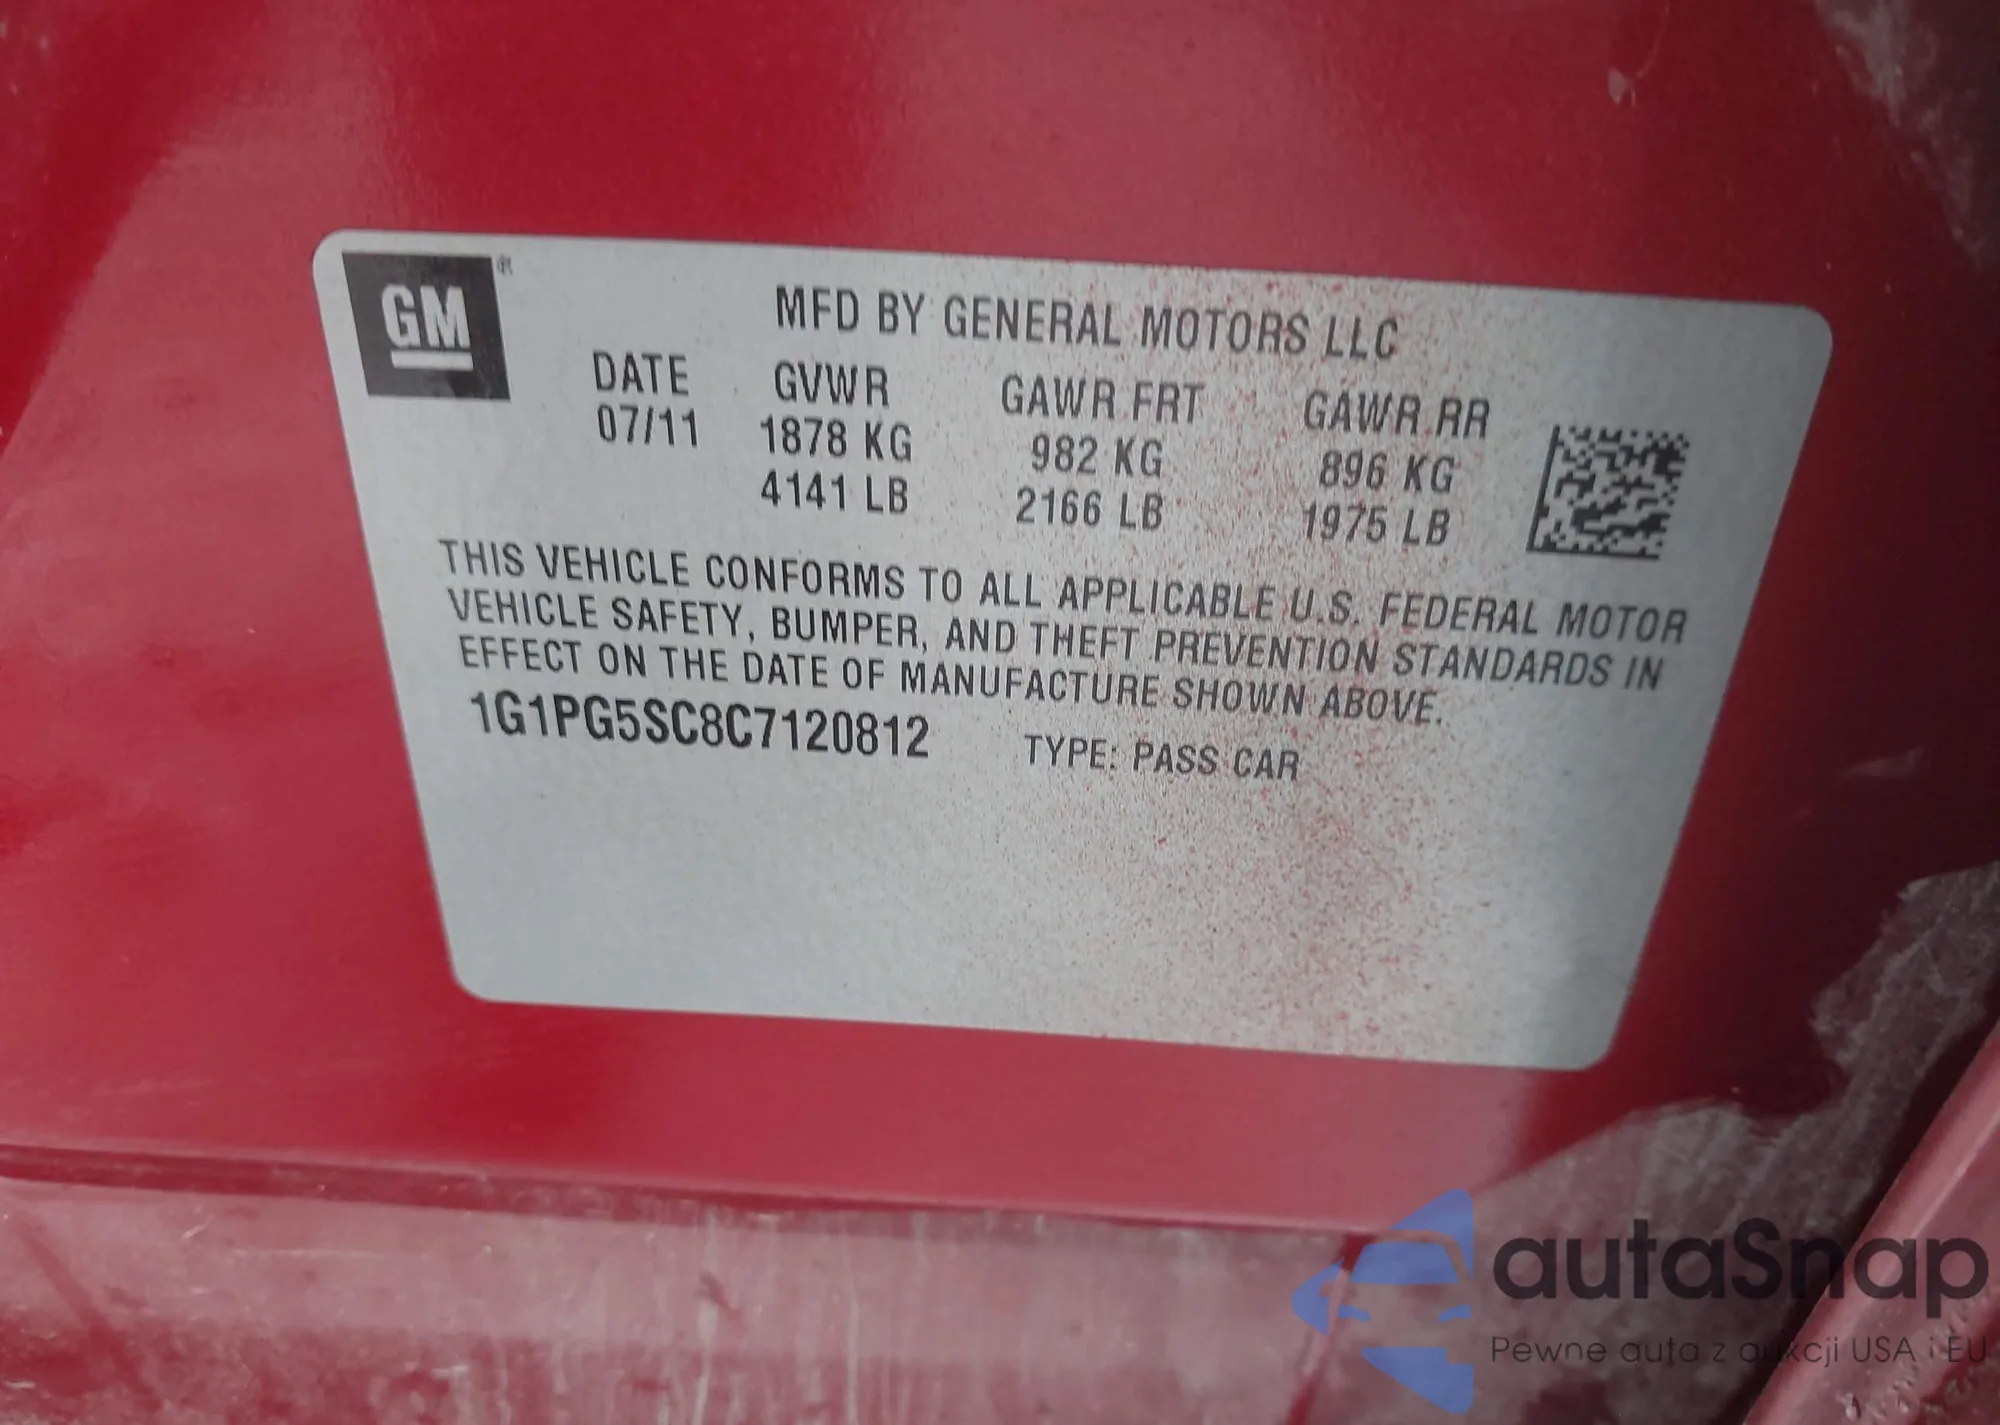 GM ®
MFD BY GENERAL MOTORS LLC
DATE GVWR GAWR FRT GAWR RR
07/11 1878 KG 982 KG 896 KG
4141 LB 2166 LB 1975 LB
THIS VEHICLE CONFORMS TO ALL APPLICABLE U.S. FEDERAL MOTOR
VEHICLE SAFETY, BUMPER, AND THEFT PREVENTION STANDARDS IN
EFFECT ON THE DATE OF MANUFACTURE SHOWN ABOVE.
1G1PG5SC8C7120812 TYPE: PASS CAR
autaSnap
Pewne auta z aukcji USA i EU